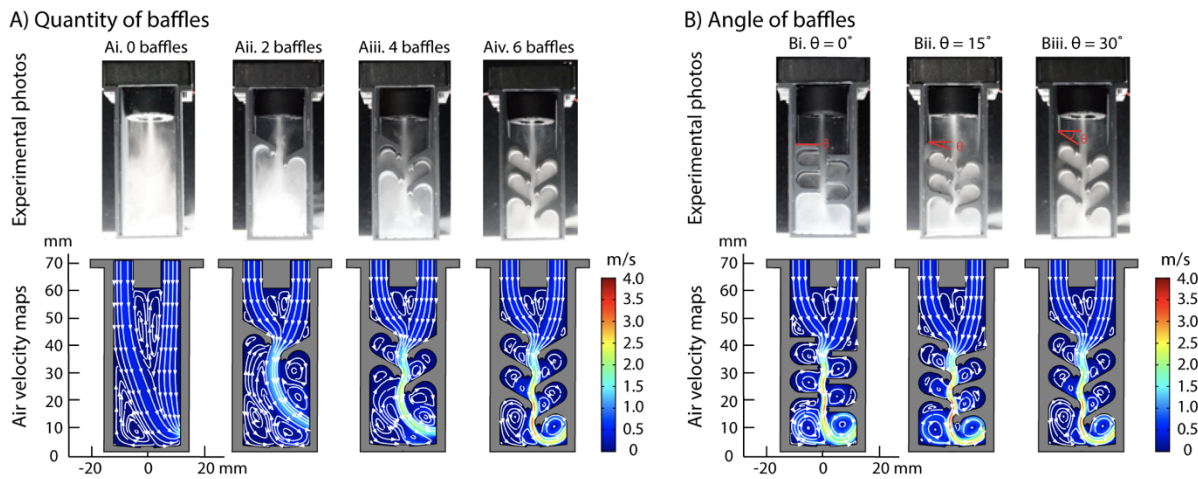 A) Quantity of baffles
Ai. 0 baffles
Aii. 2 baffles
Aiii. 4 baffles
Aiv. 6 baffles
Experimental photos
mm
70
60
50
40
30
20
10
0
Air velocity maps
-20
0
20 mm
m/s
4.0
3.5
3.0
2.5
2.0
1.5
1.0
0.5
0
B) Angle of baffles
Bi. θ = 0˚
Bii. θ = 15˚
Biii. θ = 30˚
Experimental photos
θ
θ
mm
70
60
50
40
30
20
10
0
Air velocity maps
-20
0
20 mm
m/s
4.0
3.5
3.0
2.5
2.0
1.5
1.0
0.5
0